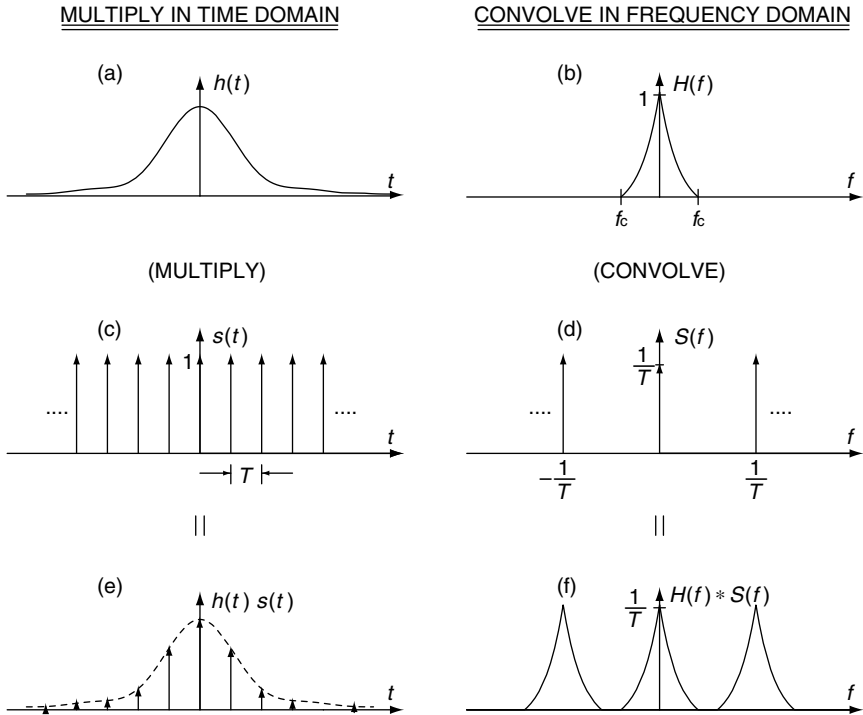 MULTIPLY IN TIME DOMAIN
CONVOLVE IN FREQUENCY DOMAIN
(a)
h(t)
t
(b)
H(f)
1
fc
fc
f
(MULTIPLY)
(CONVOLVE)
(c)
s(t)
1
....
....
t
T
(d)
S(f)
1/T
....
....
f
-1/T
1/T
||
||
(e)
h(t) s(t)
t
(f)
1/T
H(f) * S(f)
f